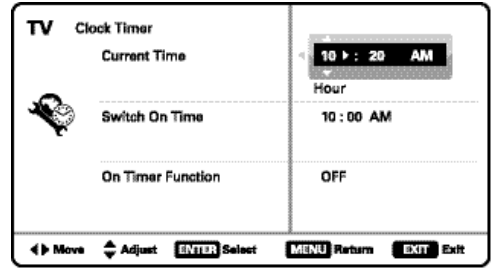 TV Clock Timer
Current Time 10 : 20 AM
Hour
Switch On Time 10 : 00 AM
On Timer Function OFF
Move Adjust ENTER Select MENU Return EXIT Exit